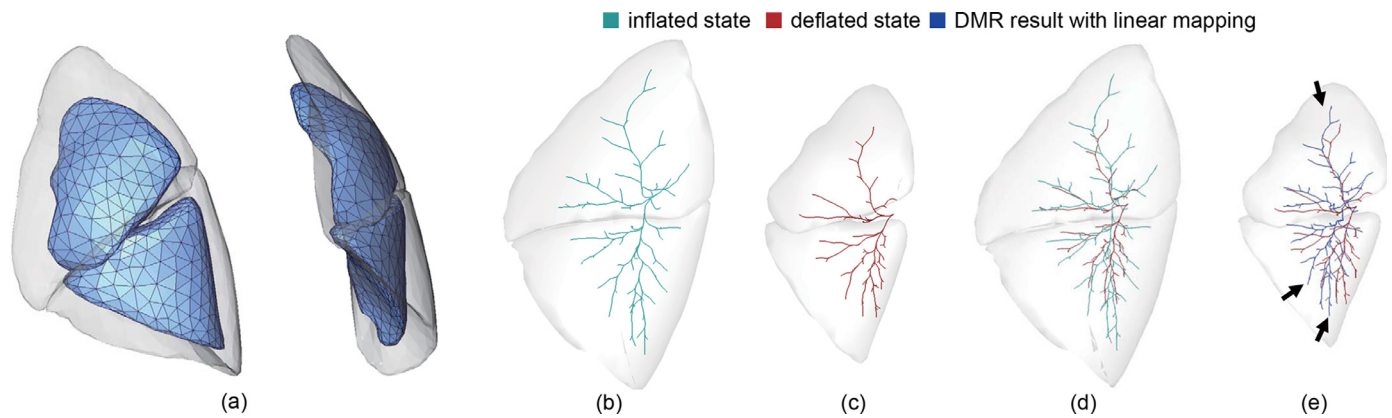 inflated state deflated state DMR result with linear mapping
(a) (b) (c) (d) (e)